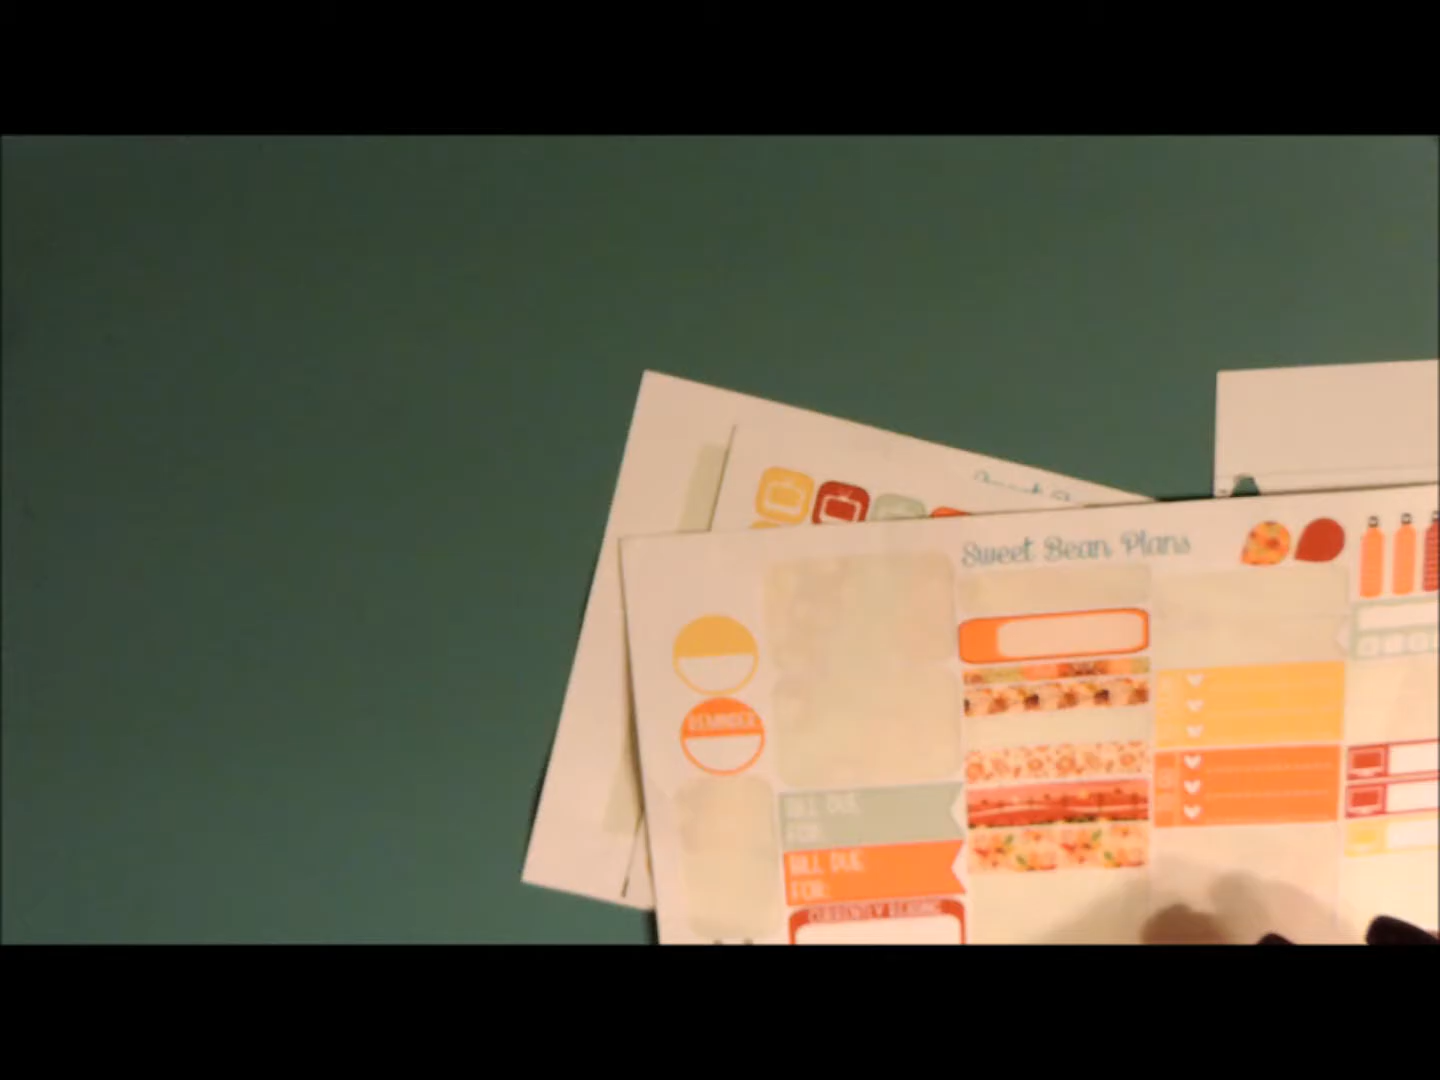 Sweet Bean Plans
REMINDER
BILL DUE
FOR:
BILL DUE
FOR:
CURRENTLY READING